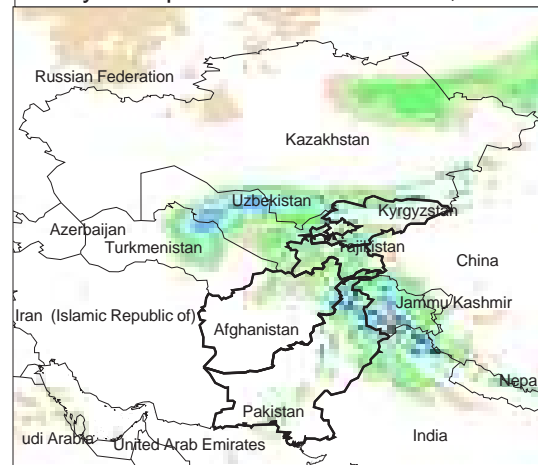 Russian Federation
Kazakhstan
Uzbekistan
Kyrgyzstan
Azerbaijan
Turkmenistan
Tajikistan
China
Jammu Kashmir
Iran (Islamic Republic of)
Afghanistan
Nepa
Pakistan
udi Arabia
United Arab Emirates
India